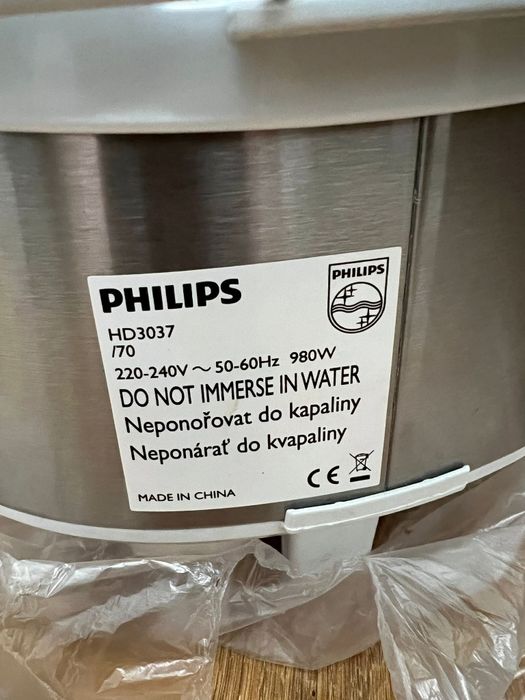 PHILIPS
PHILIPS
HD3037
/70
220-240V ~ 50-60Hz 980W
DO NOT IMMERSE IN WATER
Neponořovat do kapaliny
Neponárať do kvapaliny
CE
MADE IN CHINA